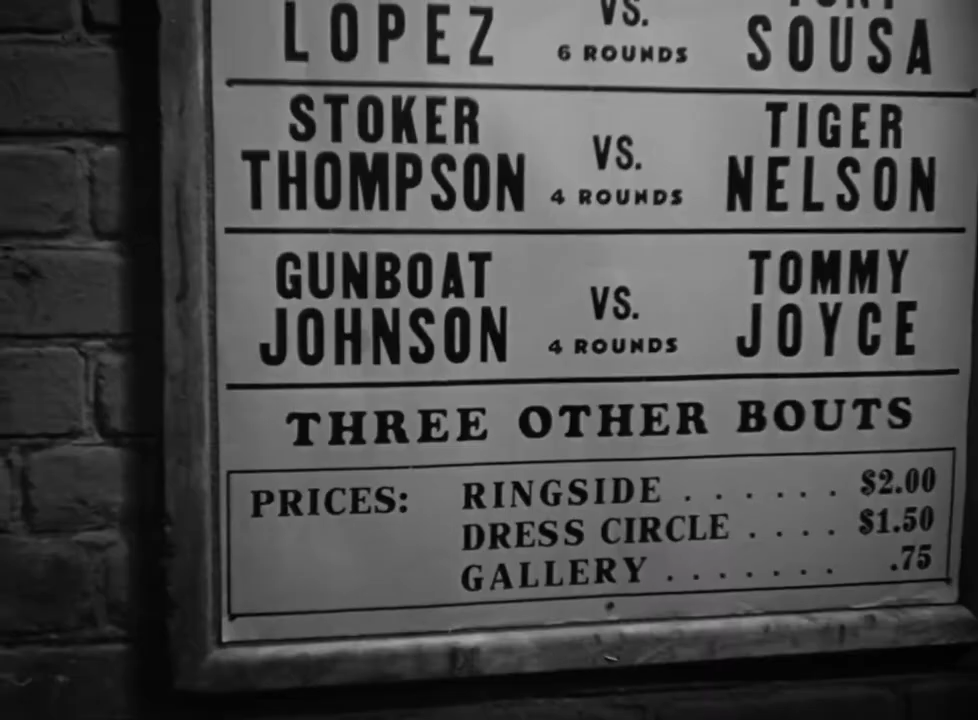 LOPEZ VS. SOUSA
6 ROUNDS
STOKER THOMPSON VS. TIGER NELSON
4 ROUNDS
GUNBOAT JOHNSON VS. TOMMY JOYCE
4 ROUNDS
THREE OTHER BOUTS
PRICES: RINGSIDE . . . . . . $2.00
DRESS CIRCLE . . . . $1.50
GALLERY . . . . . . . .75